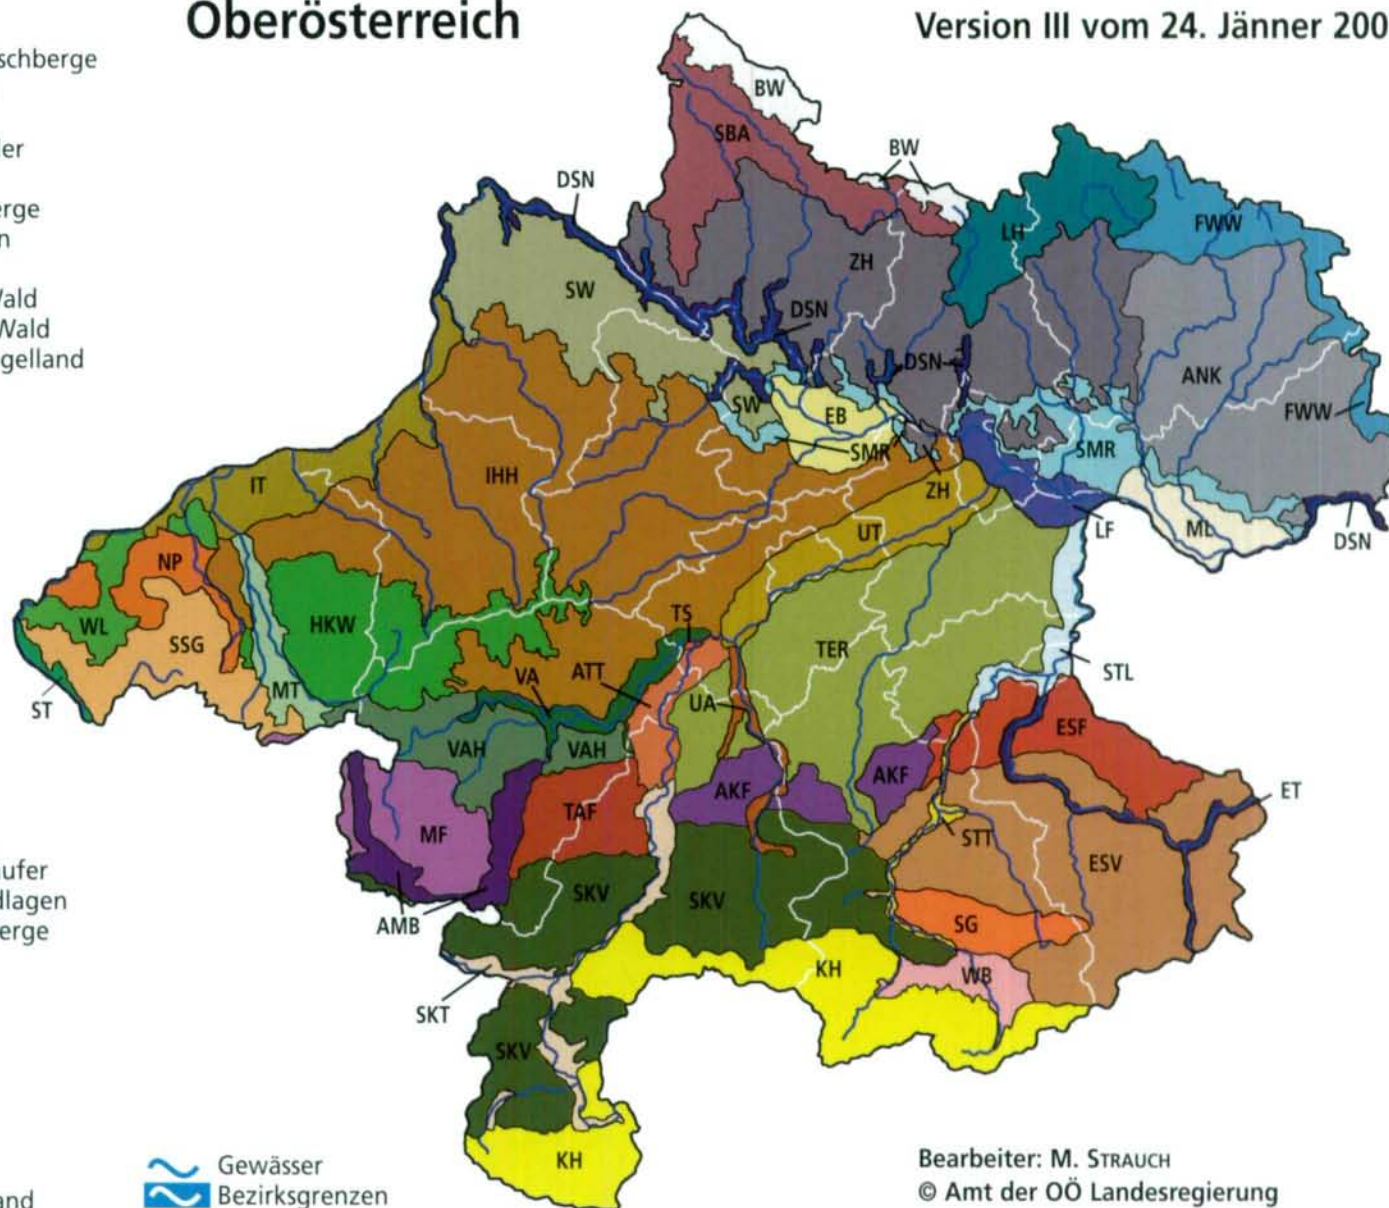 Oberösterreich
Version III vom 24. Jänner 200
schberge
er
erge
n
Wald
Wald
gelland
ufer
dlagen
erge
and
BW
SBA
BW
DSN
LH
FWW
ZH
SW
DSN
DSN
ANK
SW
EB
FWW
SMR
SMR
IHH
IT
ZH
UT
LF
ML
DSN
NP
HKW
TS
WL
SSG
TER
ATT
VA
STL
MT
ST
UA
ESF
VAH
VAH
AKF
AKF
ET
TAF
MF
STT
ESV
SKV
SKV
AMB
SG
KH
WB
SKT
SKV
KH
Gewässer
Bezirksgrenzen
Bearbeiter: M. STRAUCH
© Amt der OÖ Landesregierung